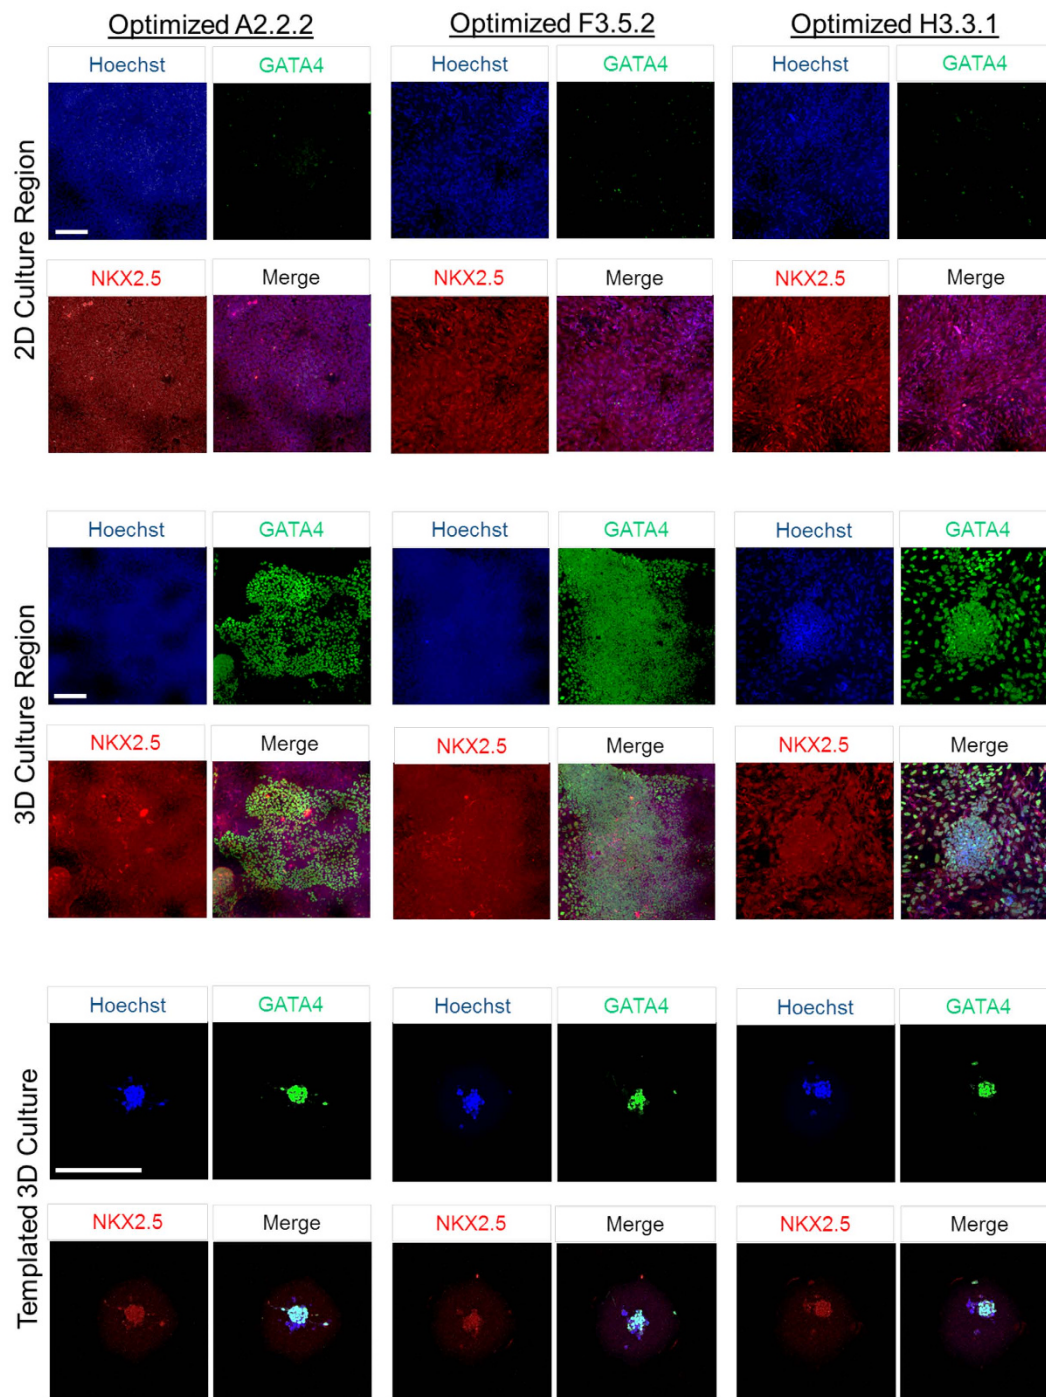 Optimized A2.2.2 Optimized F3.5.2 Optimized H3.3.1
2D Culture Region
Hoechst GATA4 Hoechst GATA4 Hoechst GATA4
NKX2.5 Merge NKX2.5 Merge NKX2.5 Merge
3D Culture Region
Hoechst GATA4 Hoechst GATA4 Hoechst GATA4
NKX2.5 Merge NKX2.5 Merge NKX2.5 Merge
Templated 3D Culture
Hoechst GATA4 Hoechst GATA4 Hoechst GATA4
NKX2.5 Merge NKX2.5 Merge NKX2.5 Merge